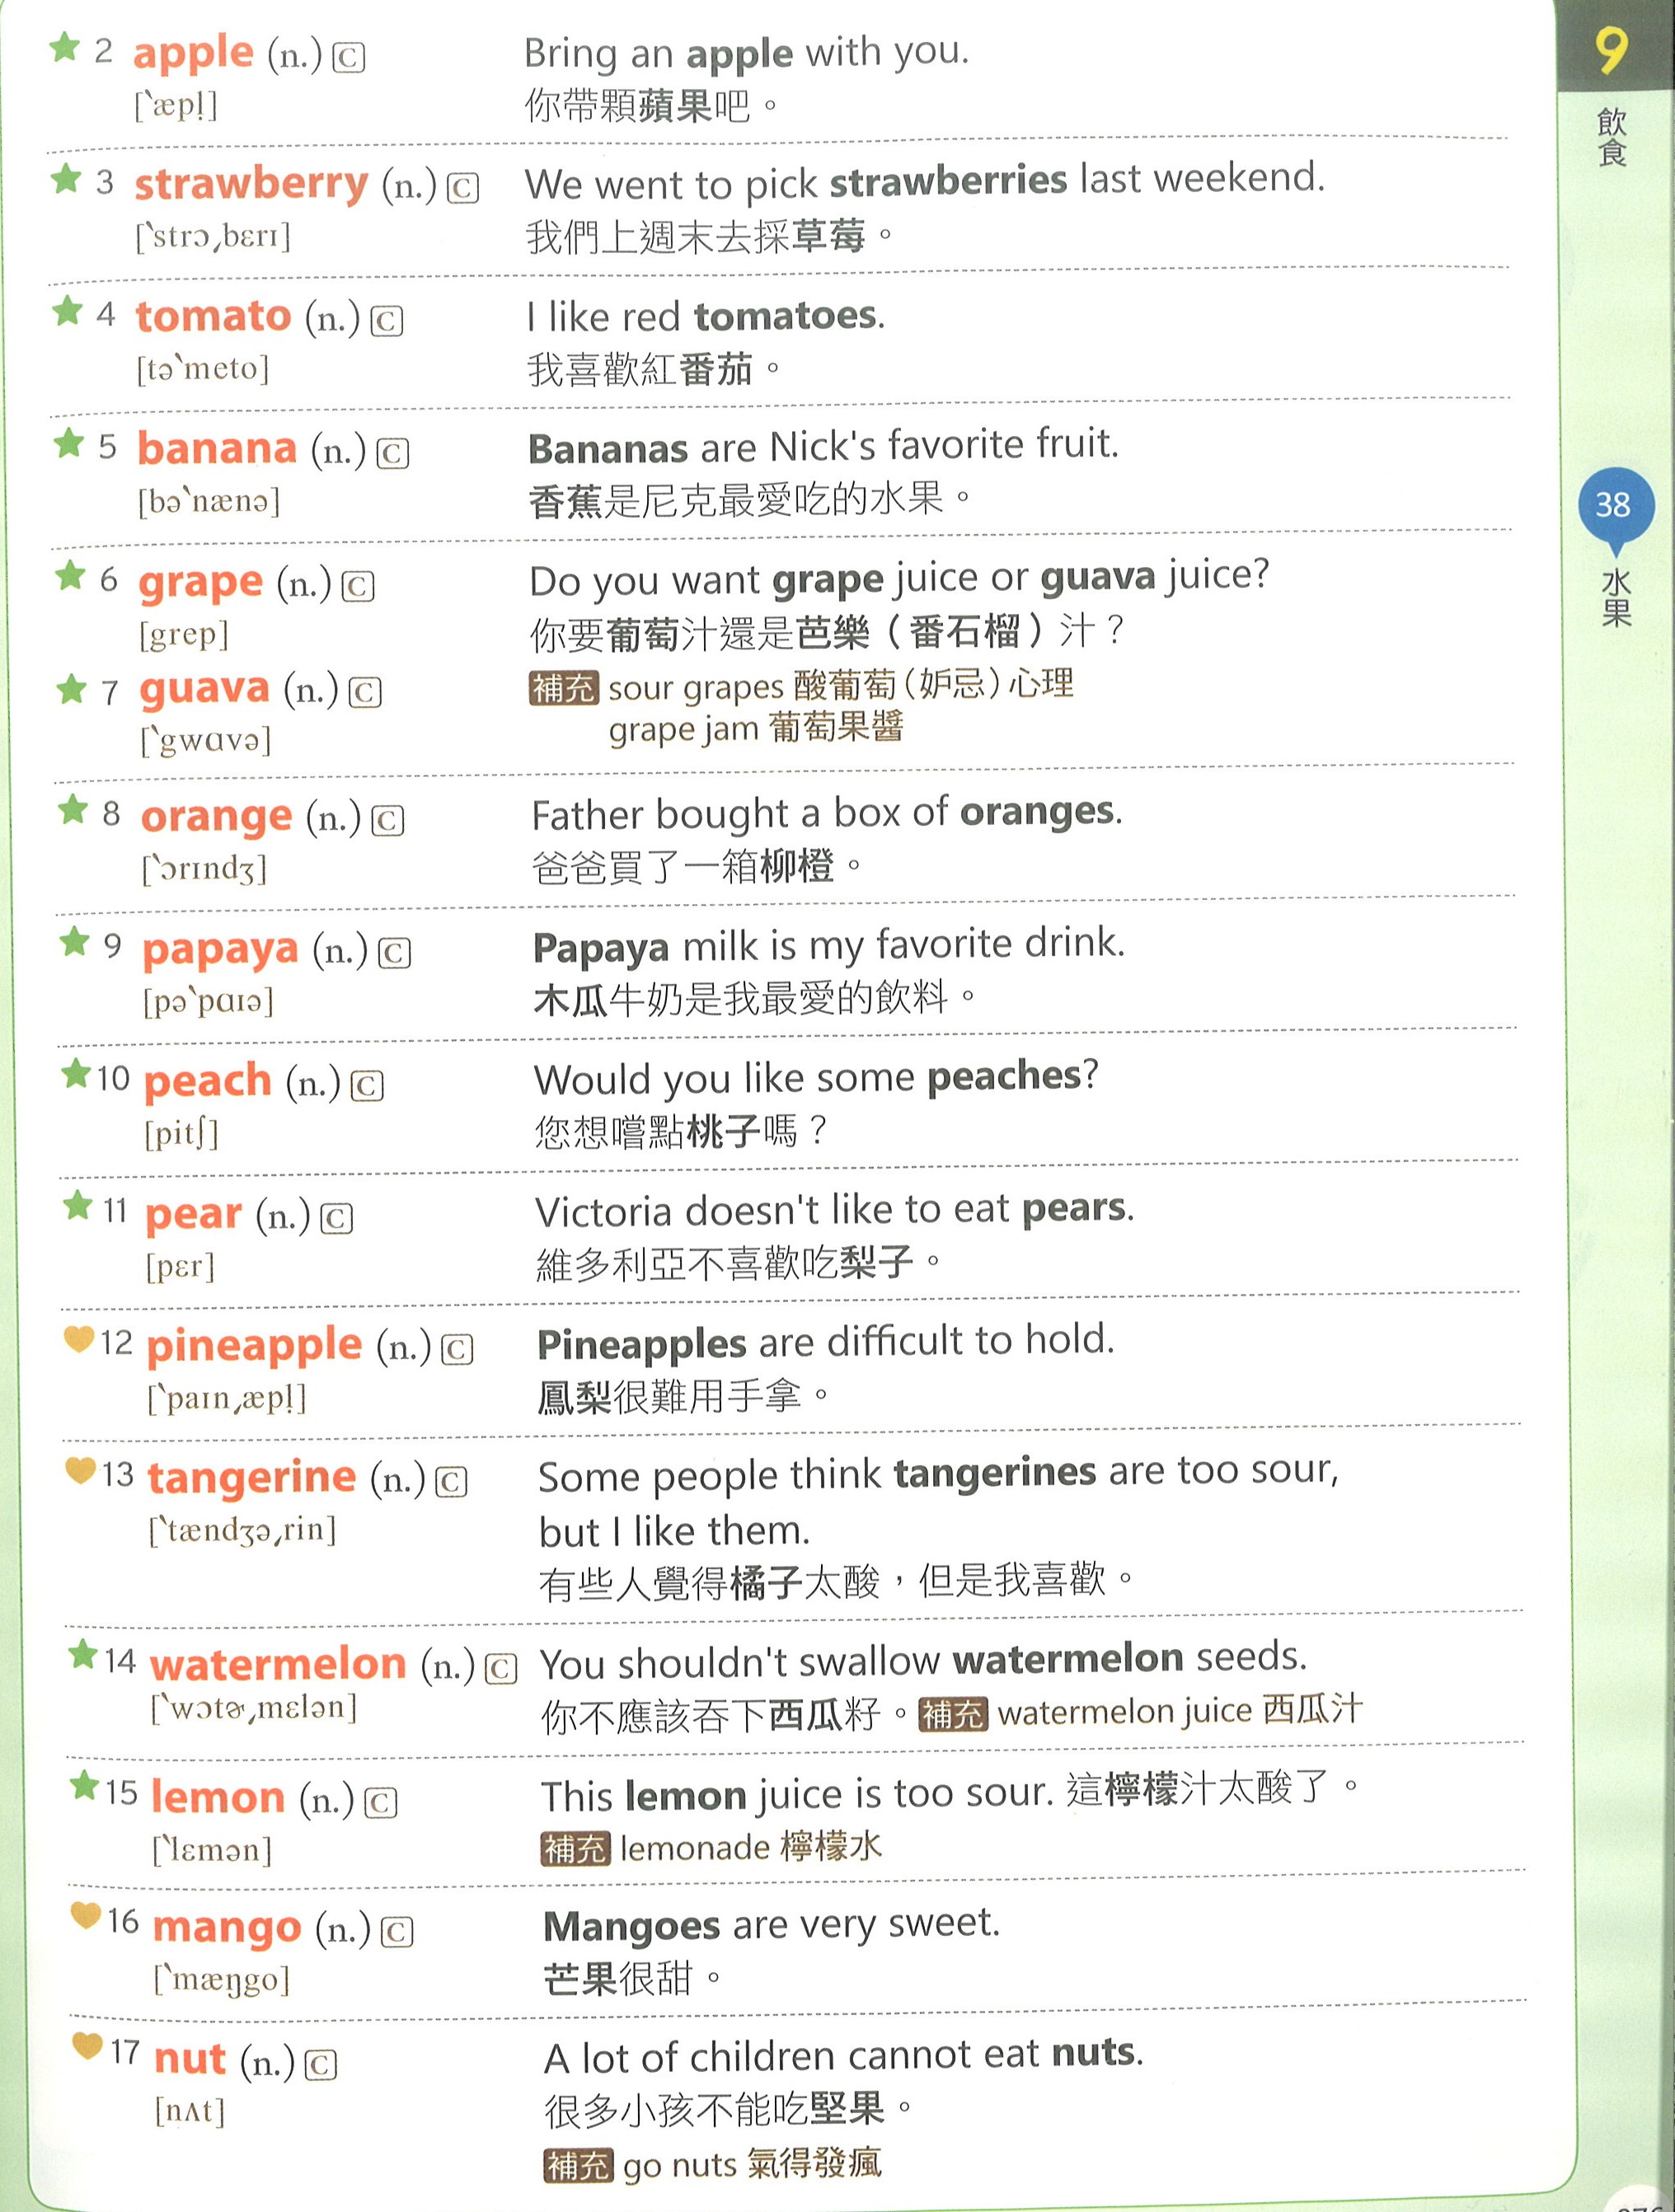 2 apple (n.) C
[ˋæpl̩]
Bring an apple with you.
你帶顆蘋果吧。
3 strawberry (n.) C
[ˋstrɔˏbɛrɪ]
We went to pick strawberries last weekend.
我們上週末去採草莓。
4 tomato (n.) C
[təˋmeto]
I like red tomatoes.
我喜歡紅番茄。
5 banana (n.) C
[bəˋnænə]
Bananas are Nick's favorite fruit.
香蕉是尼克最愛吃的水果。
6 grape (n.) C
[grep]
Do you want grape juice or guava juice?
你要葡萄汁還是芭樂（番石榴）汁？
7 guava (n.) C
[ˋgwɑvə]
補充 sour grapes 酸葡萄（妒忌）心理
grape jam 葡萄果醬
8 orange (n.) C
[ˋɔrɪndʒ]
Father bought a box of oranges.
爸爸買了一箱柳橙。
9 papaya (n.) C
[pəˋpɑɪə]
Papaya milk is my favorite drink.
木瓜牛奶是我最愛的飲料。
10 peach (n.) C
[pitʃ]
Would you like some peaches?
您想嚐點桃子嗎？
11 pear (n.) C
[pɛr]
Victoria doesn't like to eat pears.
維多利亞不喜歡吃梨子。
12 pineapple (n.) C
[ˋpaɪnˏæpl̩]
Pineapples are difficult to hold.
鳳梨很難用手拿。
13 tangerine (n.) C
[ˋtændʒəˏrin]
Some people think tangerines are too sour,
but I like them.
有些人覺得橘子太酸，但是我喜歡。
14 watermelon (n.) C
[ˋwɔtɚˏmɛlən]
You shouldn't swallow watermelon seeds.
你不應該吞下西瓜籽。補充 watermelon juice 西瓜汁
15 lemon (n.) C
[ˋlɛmən]
This lemon juice is too sour. 這檸檬汁太酸了。
補充 lemonade 檸檬水
16 mango (n.) C
[ˋmæŋgo]
Mangoes are very sweet.
芒果很甜。
17 nut (n.) C
[nʌt]
A lot of children cannot eat nuts.
很多小孩不能吃堅果。
補充 go nuts 氣得發瘋
9
飲食
38
水果